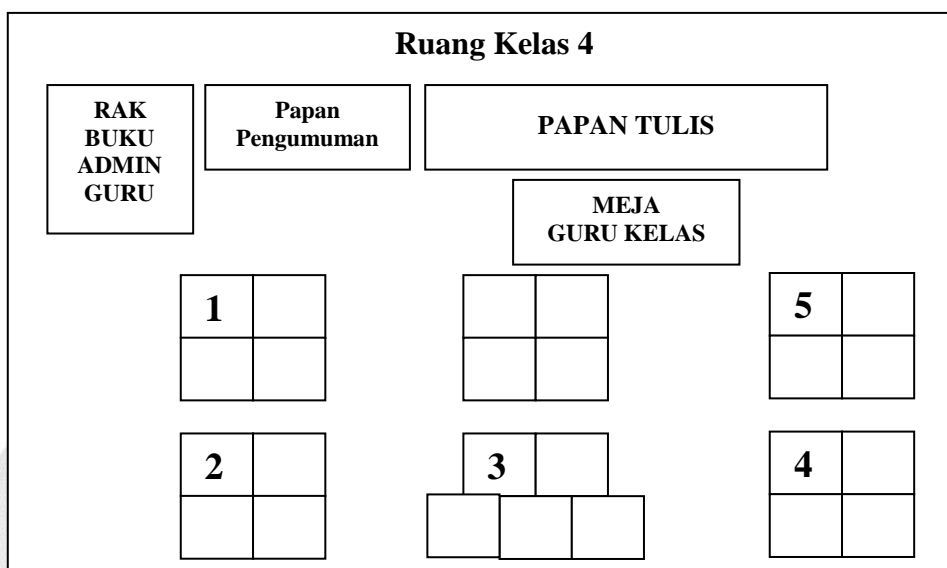 Ruang Kelas 4
RAK
BUKU
ADMIN
GURU
Papan
Pengumuman
PAPAN TULIS
MEJA
GURU KELAS
1
5
2
3
4